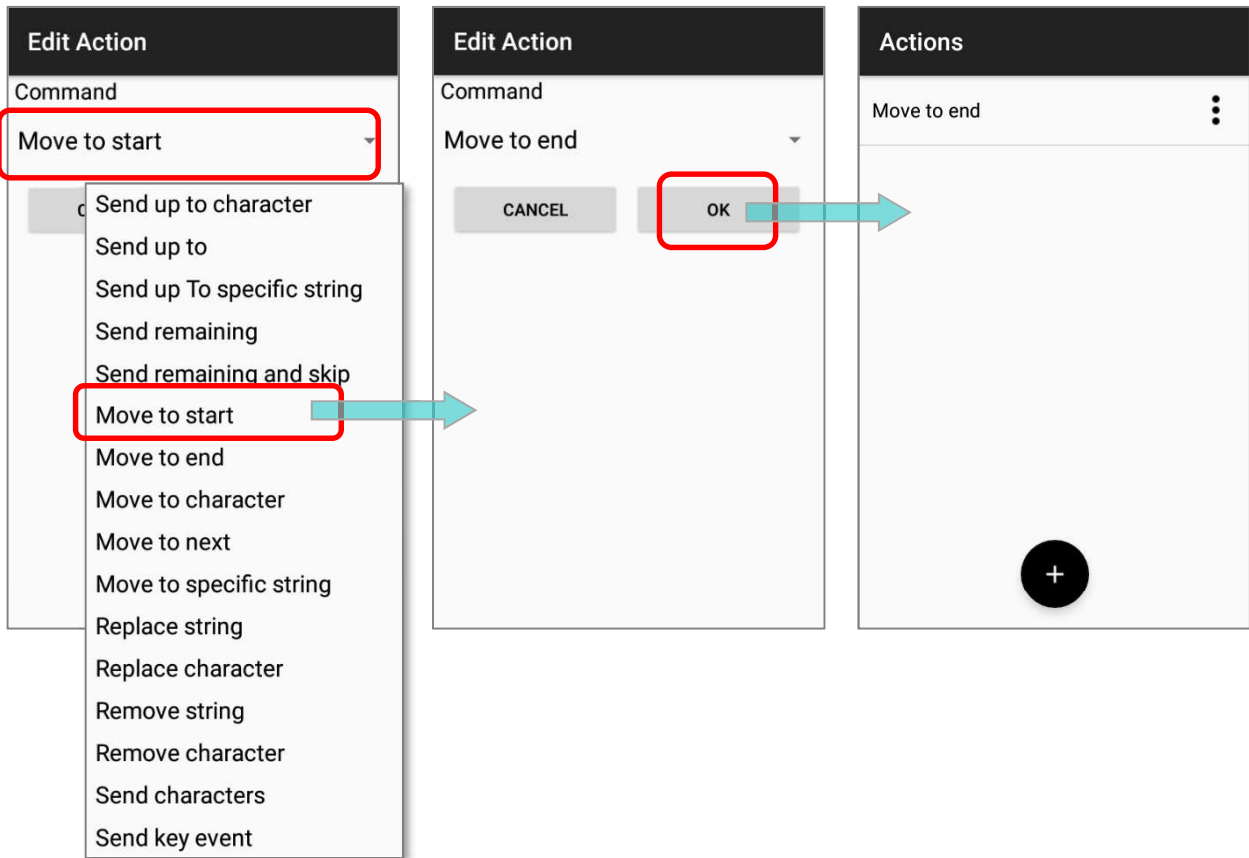 Edit Action
Command
Move to start
C
Send up to character
Send up to
Send up To specific string
Send remaining
Send remaining and skip
Move to start
Move to end
Move to character
Move to next
Move to specific string
Replace string
Replace character
Remove string
Remove character
Send characters
Send key event
Edit Action
Command
Move to end
CANCEL OK
Actions
Move to end